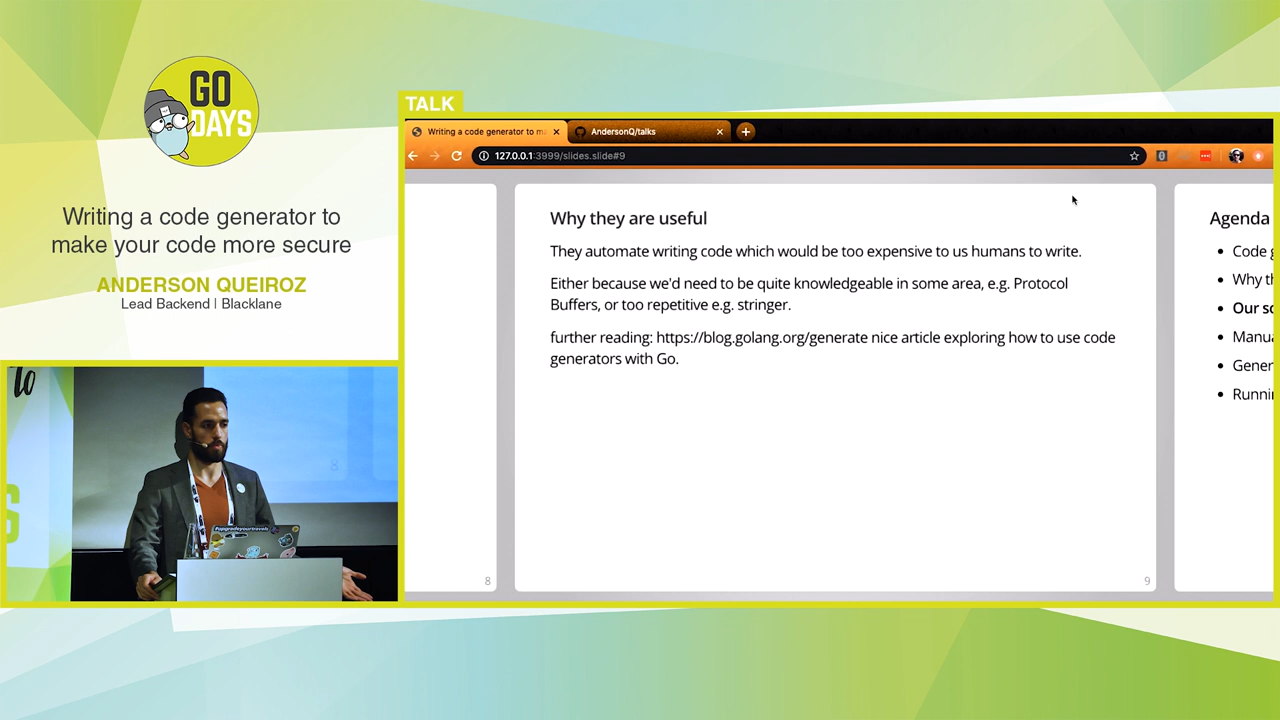 GO
DAYS
Writing a code generator to
make your code more secure
ANDERSON QUEIROZ
Lead Backend | Blacklane
TALK
Writing a code generator to m
AndersonQ/talks
127.0.0.1:3999/slides.slide#9
Why they are useful
They automate writing code which would be too expensive to us humans to write.
Either because we'd need to be quite knowledgeable in some area, e.g. Protocol
Buffers, or too repetitive e.g. stringer.
further reading: https://blog.golang.org/generate nice article exploring how to use code
generators with Go.
8
9
Agenda
• Code g
• Why th
• Our so
• Manua
• Gener
• Runnin
to
S
8
#upgradeyourtravels